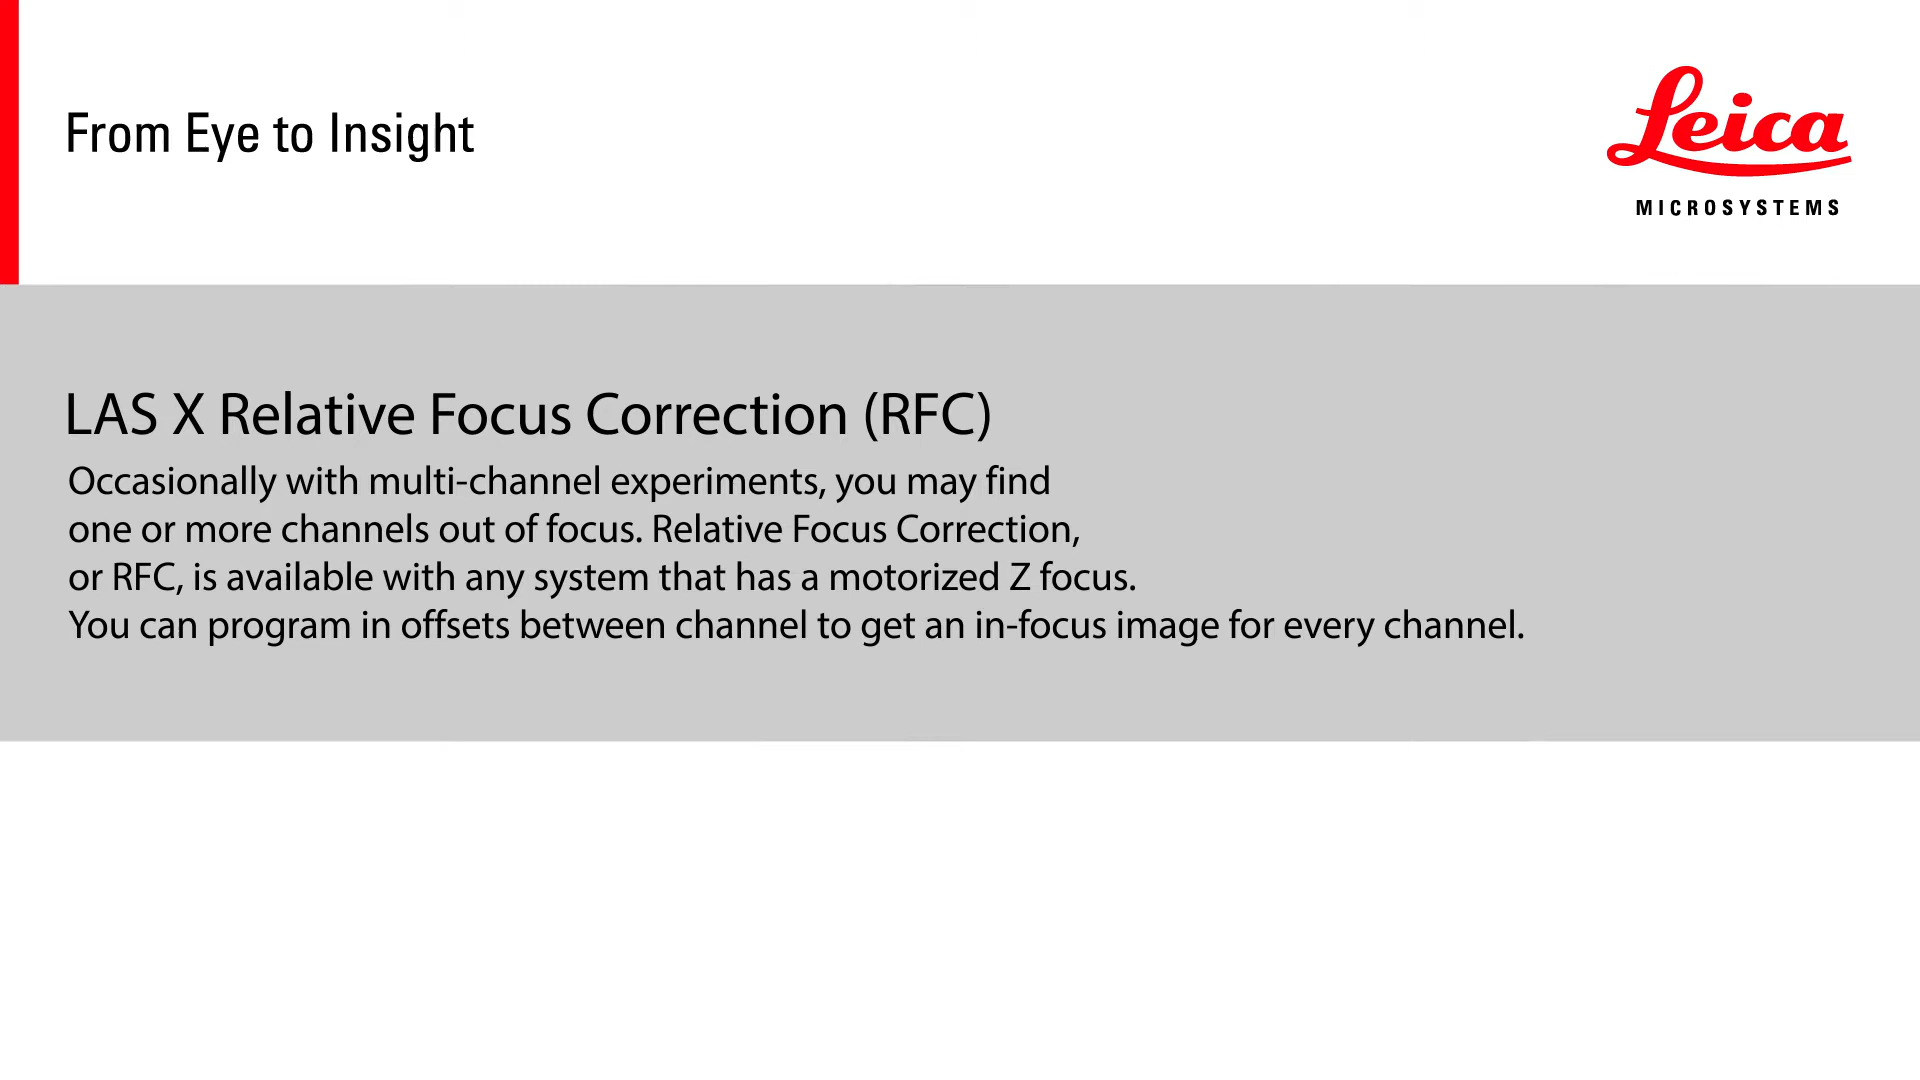 From Eye to Insight
Leica
MICROSYSTEMS
LAS X Relative Focus Correction (RFC)
Occasionally with multi-channel experiments, you may find
one or more channels out of focus. Relative Focus Correction,
or RFC, is available with any system that has a motorized Z focus.
You can program in offsets between channel to get an in-focus image for every channel.